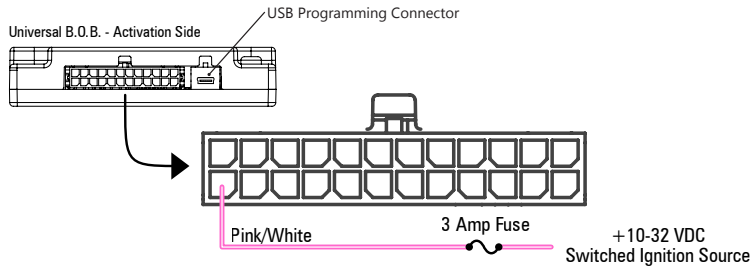 USB Programming Connector
Universal B.O.B. - Activation Side
Pink/White
3 Amp Fuse
+10-32 VDC
Switched Ignition Source